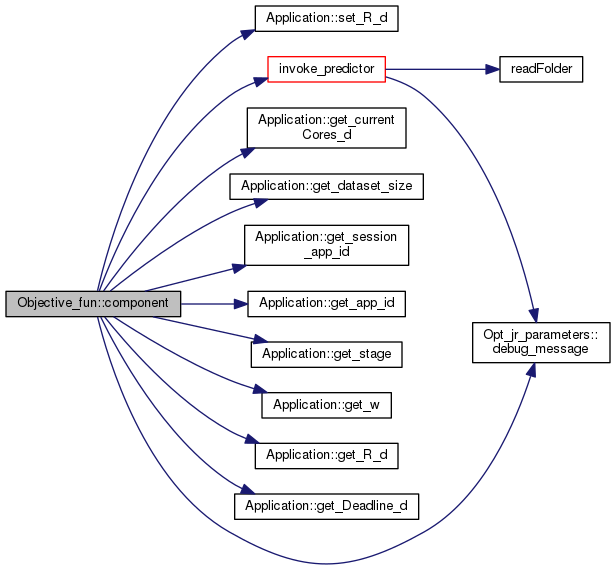 Application::set_R_d
invoke_predictor
readFolder
Application::get_current
Cores_d
Application::get_dataset_size
Application::get_session
_app_id
Objective_fun::component
Application::get_app_id
Opt_jr_parameters::
debug_message
Application::get_stage
Application::get_w
Application::get_R_d
Application::get_Deadline_d